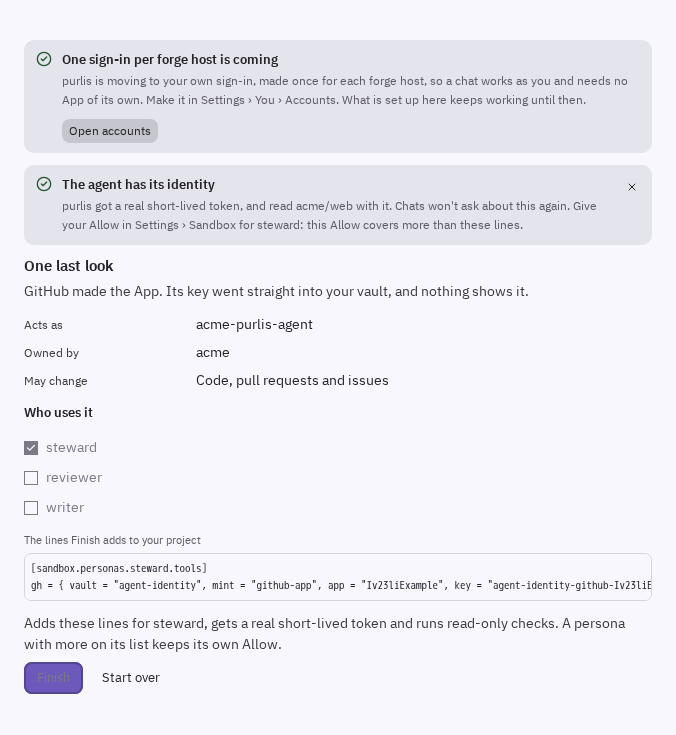 One sign-in per forge host is coming
purlis is moving to your own sign-in, made once for each forge host, so a chat works as you and needs no
App of its own. Make it in Settings › You › Accounts. What is set up here keeps working until then.
Open accounts
The agent has its identity
purlis got a real short-lived token, and read acme/web with it. Chats won't ask about this again. Give
your Allow in Settings › Sandbox for steward: this Allow covers more than these lines.
One last look
GitHub made the App. Its key went straight into your vault, and nothing shows it.
Acts as acme-purlis-agent
Owned by acme
May change Code, pull requests and issues
Who uses it
steward
reviewer
writer
The lines Finish adds to your project
[sandbox.personas.steward.tools]
gh = { vault = "agent-identity", mint = "github-app", app = "Iv23liExample", key = "agent-identity-github-Iv23liE
Adds these lines for steward, gets a real short-lived token and runs read-only checks. A persona
with more on its list keeps its own Allow.
Finish Start over